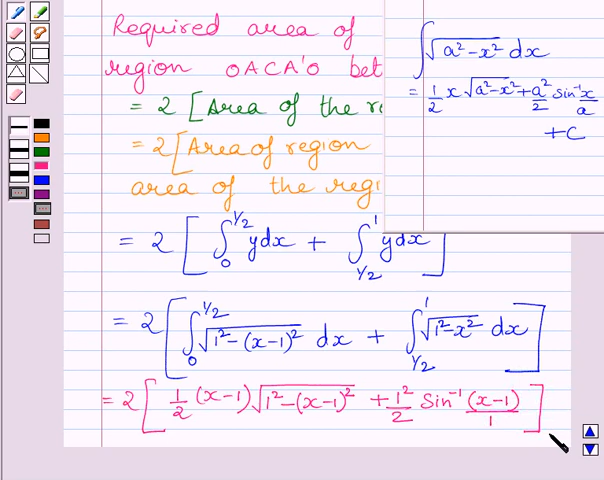 Required area of
region OACA'O bet
= 2 [Area of the re
= 2 [Area of region
area of the regi
= 2 [ ∫₀^{1/2} ydx + ∫_{1/2}^{1} ydx ]
= 2 [ ∫₀^{1/2} √(1²-(x-1)²) dx + ∫_{1/2}^{1} √(1²-x²) dx ]
= 2 [ 1/2 (x-1) √(1²-(x-1)²) + 1²/2 Sin⁻¹ (x-1)/1 ]
∫ √(a²-x²) dx
= 1/2 x √(a²-x²) + a²/2 sin⁻¹ x/a
+ C